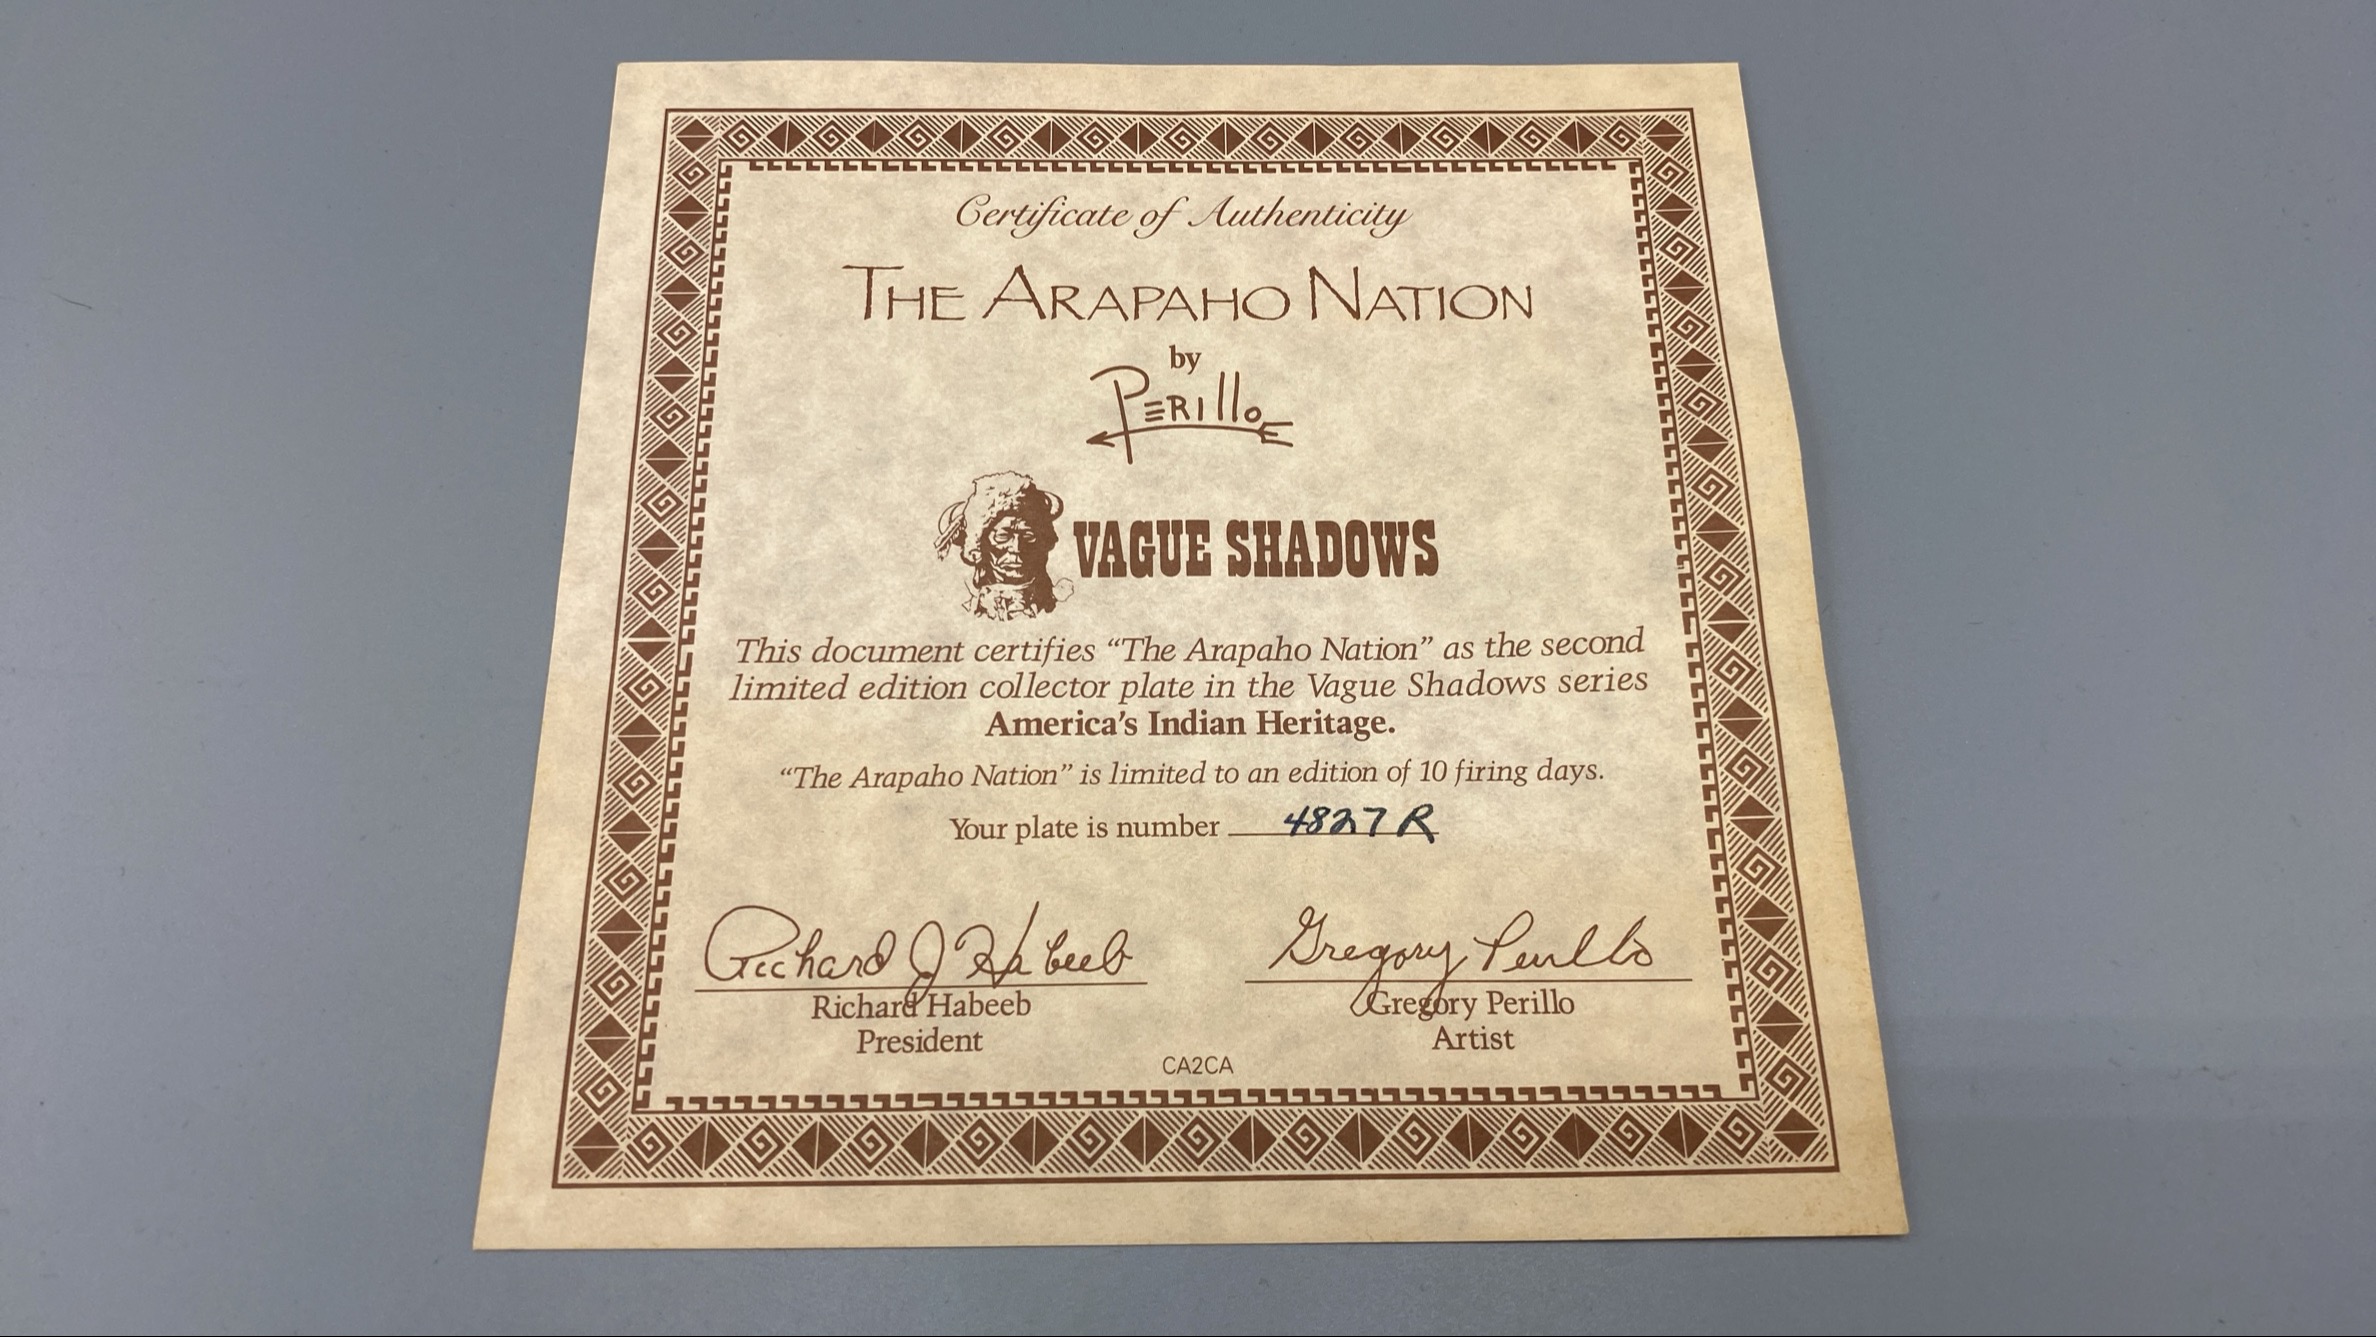 Certificate of Authenticity
THE ARAPAHO NATION
by
PERIllo
VAGUE SHADOWS
This document certifies “The Arapaho Nation” as the second
limited edition collector plate in the Vague Shadows series
America’s Indian Heritage.
“The Arapaho Nation” is limited to an edition of 10 firing days.
Your plate is number 4827 R
Richard J Habeeb
Gregory Perillo
Richard Habeeb
Gregory Perillo
President
Artist
CA2CA